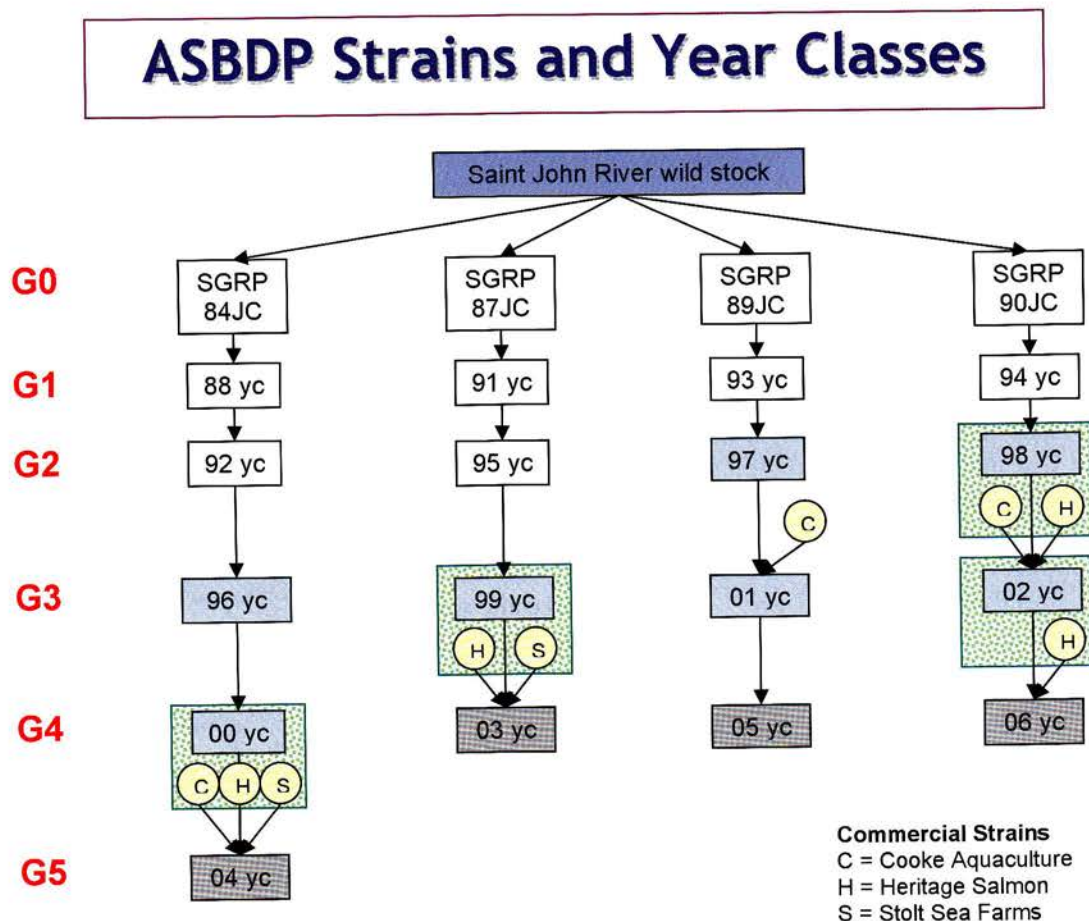 ASBDP Strains and Year Classes
Saint John River wild stock
G0
SGRP
84JC
SGRP
87JC
SGRP
89JC
SGRP
90JC
G1
88 yc
91 yc
93 yc
94 yc
G2
92 yc
95 yc
97 yc
98 yc
C
C
H
G3
96 yc
99 yc
01 yc
02 yc
H
S
H
G4
00 yc
03 yc
05 yc
06 yc
C
H
S
G5
04 yc
Commercial Strains
C = Cooke Aquaculture
H = Heritage Salmon
S = Stolt Sea Farms